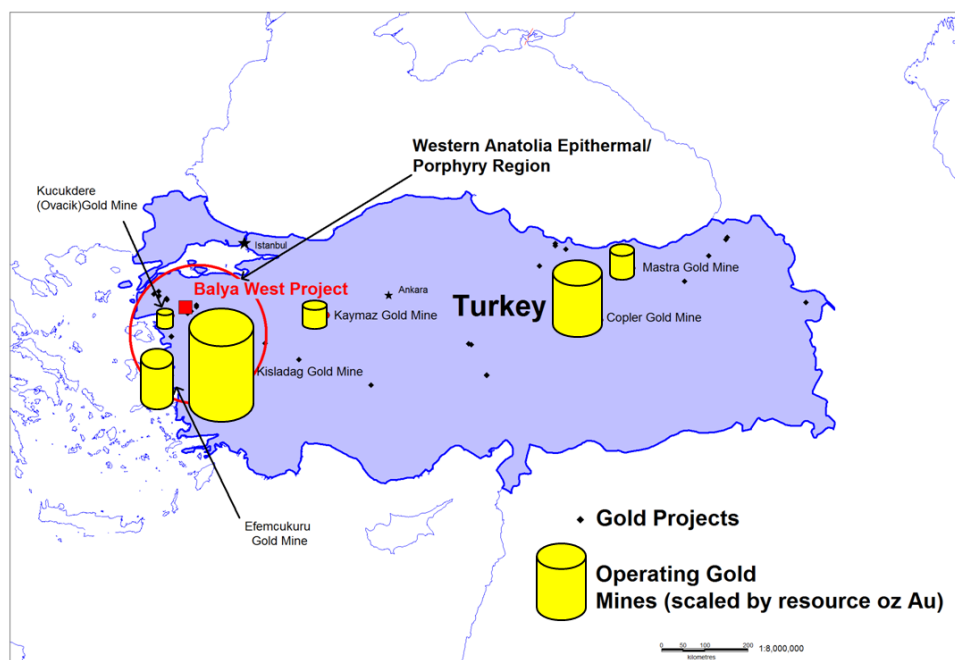 Western Anatolia Epithermal/
Porphyry Region
Kucukdere
(Ovacik)Gold Mine
Istanbul
Balya West Project
Ankara
Turkey
Mastra Gold Mine
Kaymaz Gold Mine
Copler Gold Mine
Kisladag Gold Mine
Efemcukuru
Gold Mine
Gold Projects
Operating Gold
Mines (scaled by resource oz Au)
0 50 100 200
kilometres
1:8,000,000